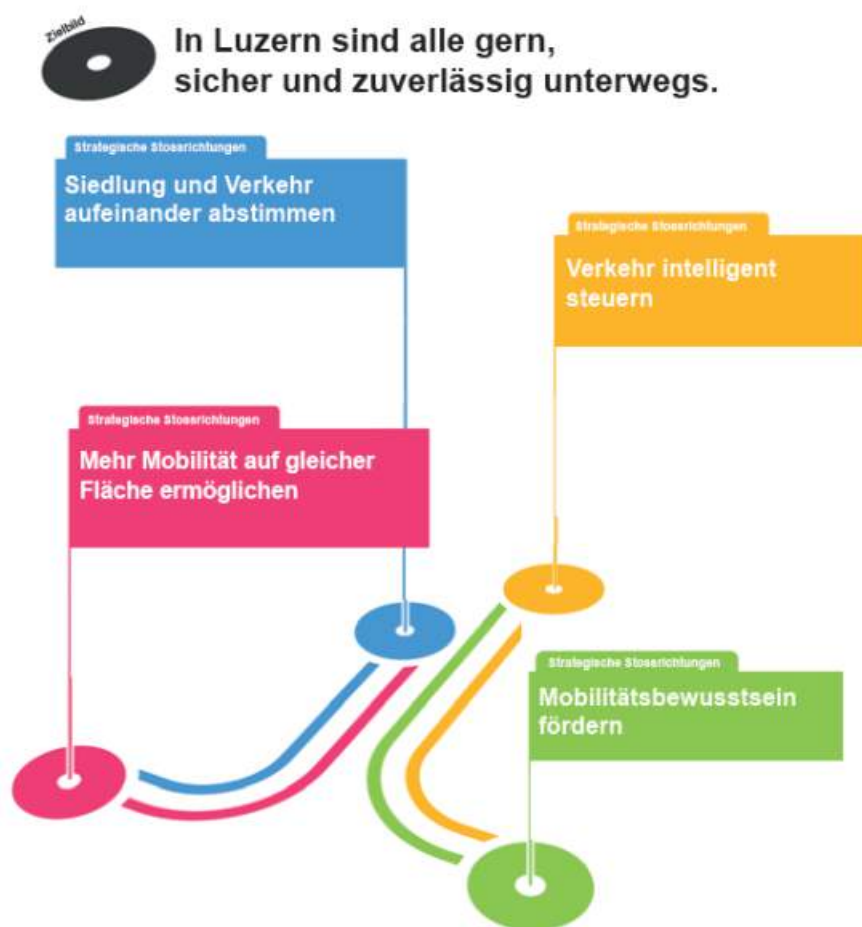 Zielbild
In Luzern sind alle gern,
sicher und zuverlässig unterwegs.
Strategische Stossrichtungen
Siedlung und Verkehr
aufeinander abstimmen
Strategische Stossrichtungen
Verkehr intelligent
steuern
Strategische Stossrichtungen
Mehr Mobilität auf gleicher
Fläche ermöglichen
Strategische Stossrichtungen
Mobilitätsbewusstsein
fördern